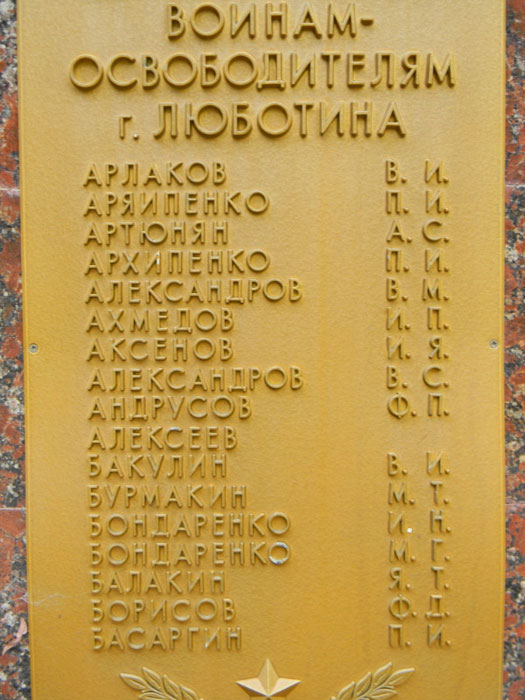 ВОИНАМ-
ОСВОБОДИТЕЛЯМ
г. ЛЮБОТИНА
АРЛАКОВ В. И.
АРЯИПЕНКО П. И.
АРТЮНЯН А. С.
АРХИПЕНКО П. И.
АЛЕКСАНДРОВ В. М.
АХМЕДОВ И. П.
АКСЕНОВ И. Я.
АЛЕКСАНДРОВ В. С.
АНДРУСОВ Ф. П.
АЛЕКСЕЕВ
БАКУЛИН В. И.
БУРМАКИН М. Т.
БОНДАРЕНКО И. Н.
БОНДАРЕНКО М. Г.
БАЛАКИН Я. Т.
БОРИСОВ Ф. Д.
БАСАРГИН П. И.